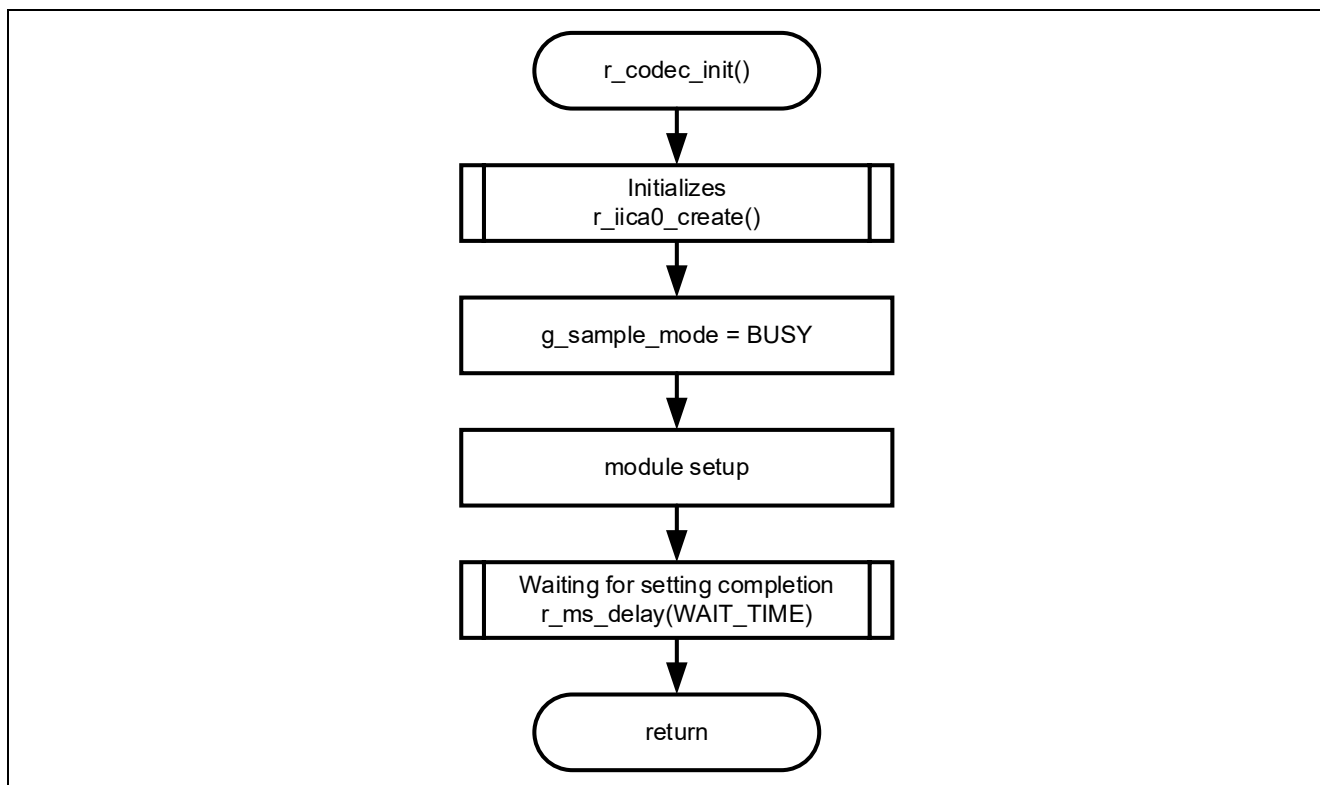 r_codec_init()
Initializes
r_iica0_create()
g_sample_mode = BUSY
module setup
Waiting for setting completion
r_ms_delay(WAIT_TIME)
return